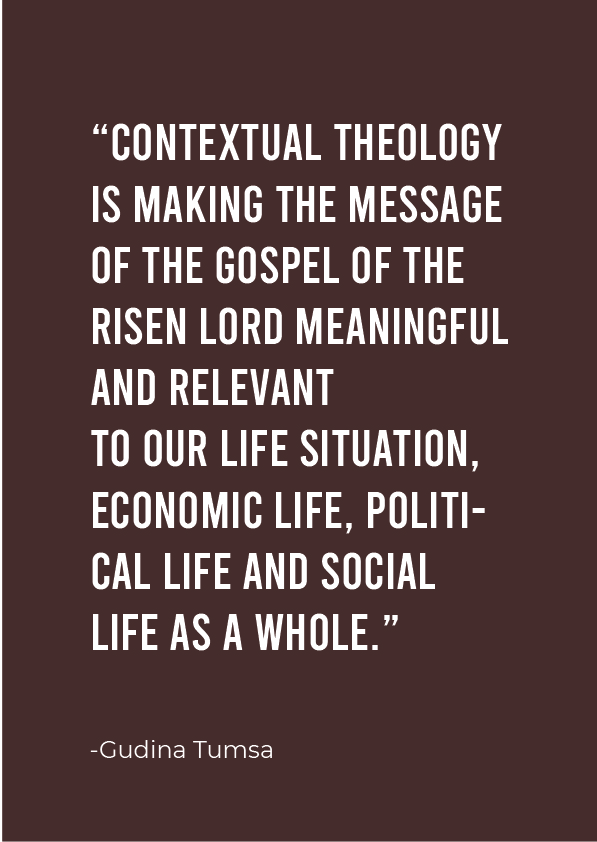 “CONTEXTUAL THEOLOGY
IS MAKING THE MESSAGE
OF THE GOSPEL OF THE
RISEN LORD MEANINGFUL
AND RELEVANT
TO OUR LIFE SITUATION,
ECONOMIC LIFE, POLITI-
CAL LIFE AND SOCIAL
LIFE AS A WHOLE.”
-Gudina Tumsa